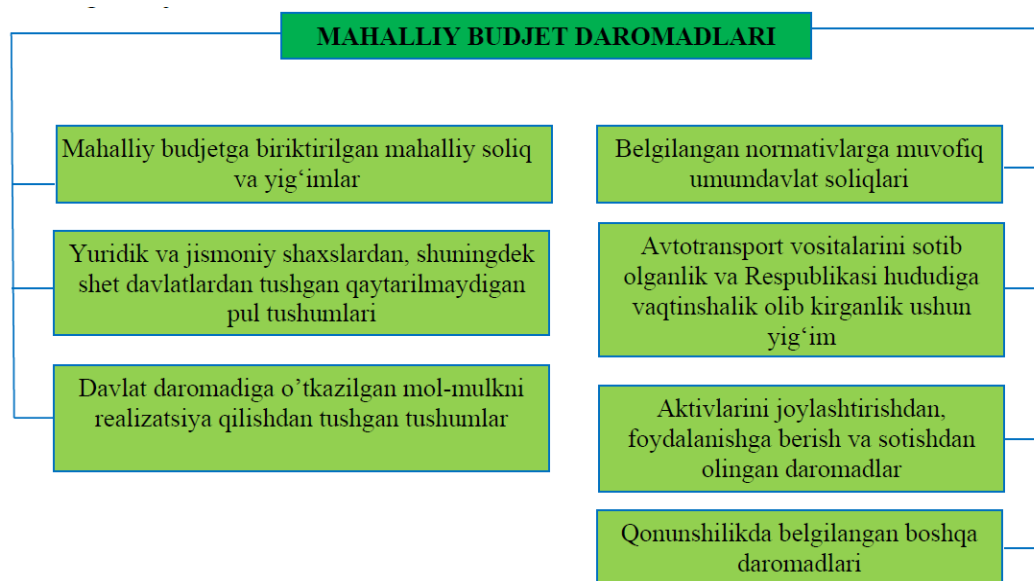 MAHALLIY BUDJET DAROMADLARI
Mahalliy budjetga biriktirilgan mahalliy soliq
va yig‘imlar
Yuridik va jismoniy shaxslardan, shuningdek
shet davlatlardan tushgan qaytarilmaydigan
pul tushumlari
Davlat daromadiga o’tkazilgan mol-mulkni
realizatsiya qilishdan tushgan tushumlar
Belgilangan normativlarga muvofiq
umumdavlat soliqlari
Avtotransport vositalarini sotib
olganlik va Respublikasi hududiga
vaqtinshalik olib kirganlik ushun
yig‘im
Aktivlarini joylashtirishdan,
foydalanishga berish va sotishdan
olingan daromadlar
Qonunshilikda belgilangan boshqa
daromadlari